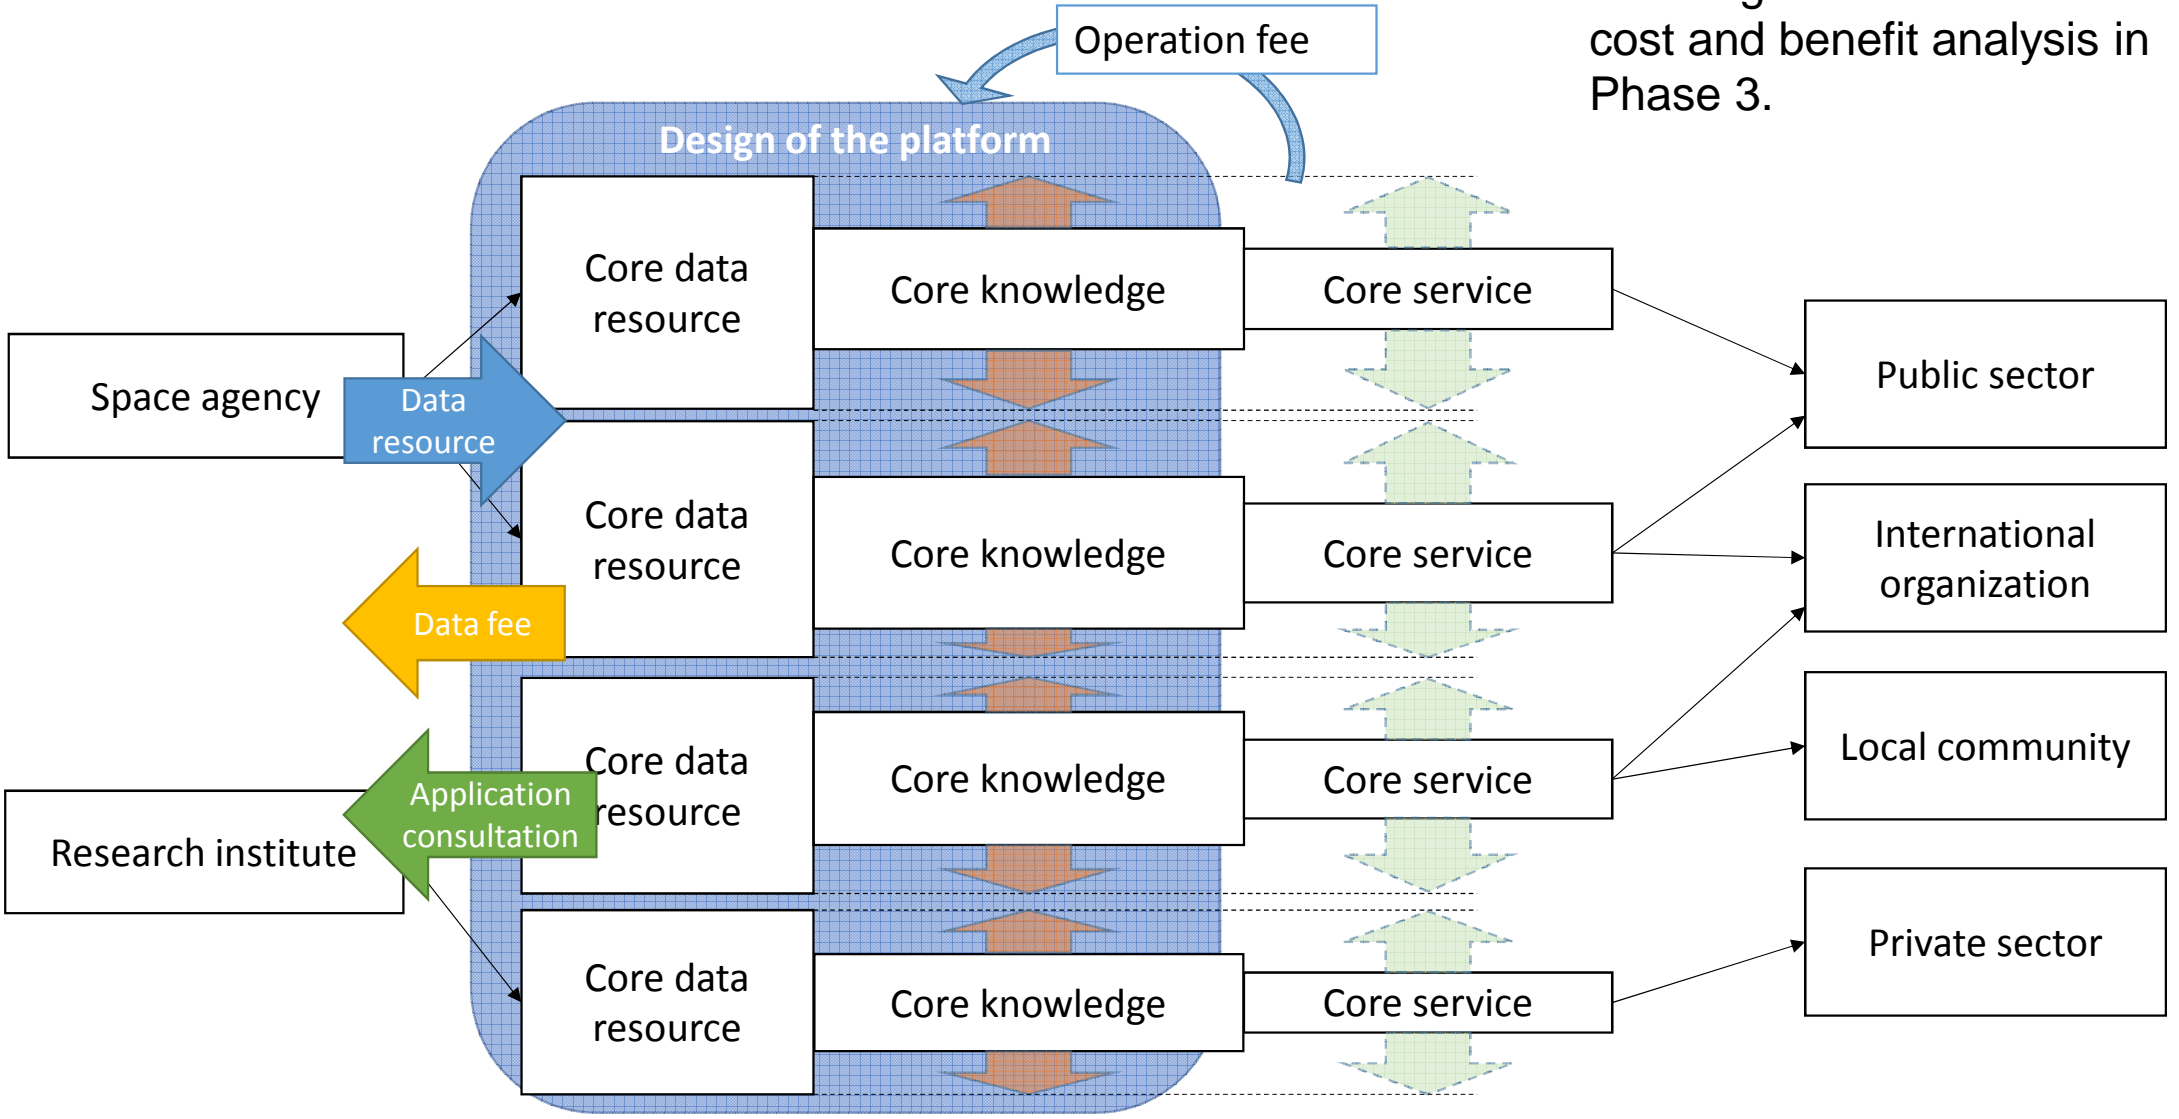 Operation fee
cost and benefit analysis in
Phase 3.
Design of the platform
Core data
resource
Core knowledge
Core service
Space agency
Data
resource
Public sector
Core data
resource
Core knowledge
Core service
International
organization
Data fee
Core data
resource
Core knowledge
Core service
Local community
Application
consultation
Research institute
Core data
resource
Core knowledge
Core service
Private sector